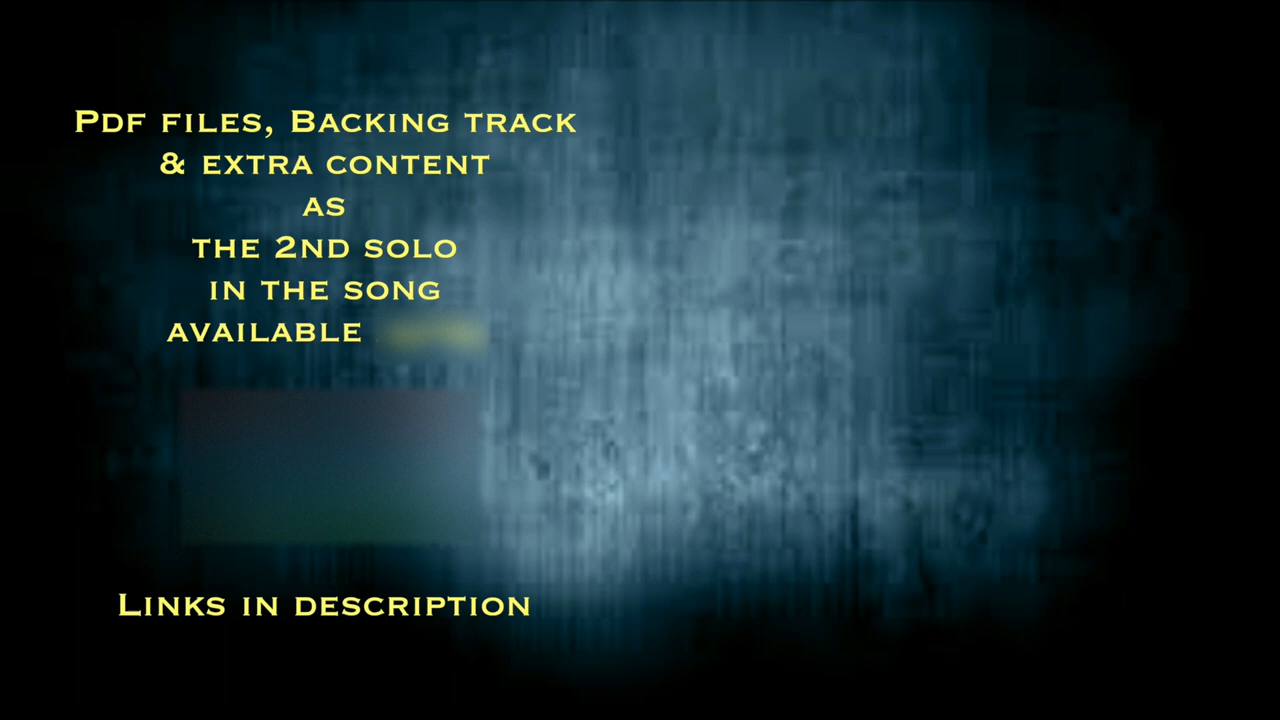 PDF FILES, BACKING TRACK
& EXTRA CONTENT
AS
THE 2ND SOLO
IN THE SONG
AVAILABLE
LINKS IN DESCRIPTION